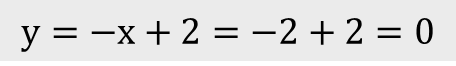 y = −x + 2 = −2 + 2 = 0